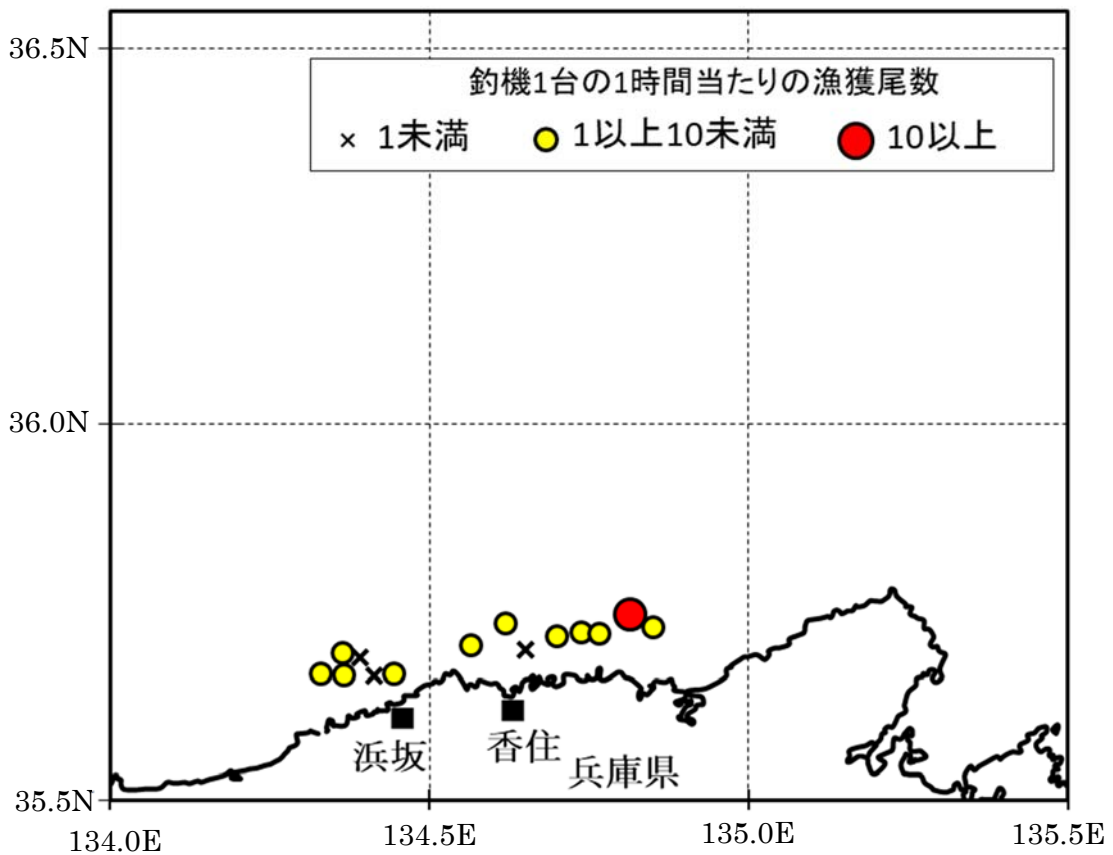 36.5N
釣機1台の1時間当たりの漁獲尾数
× 1未満 1以上10未満 10以上
36.0N
浜坂
香住
兵庫県
35.5N
134.0E 134.5E 135.0E 135.5E